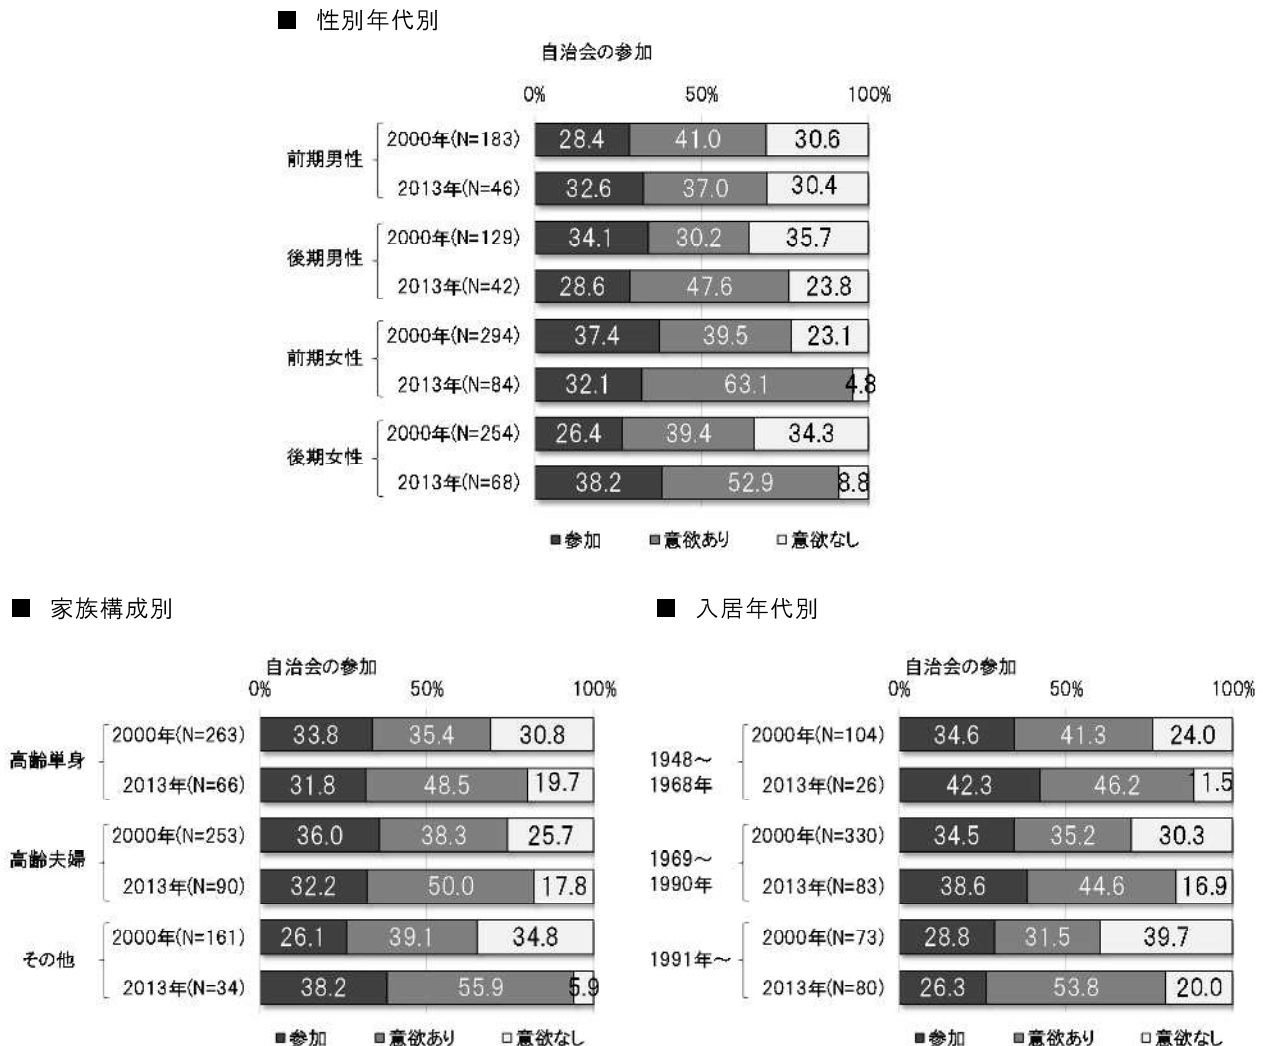 ■ 性別年代別
自治会の参加
0% 50% 100%
前期男性
2000年(N=183) 28.4 41.0 30.6
2013年(N=46) 32.6 37.0 30.4
後期男性
2000年(N=129) 34.1 30.2 35.7
2013年(N=42) 28.6 47.6 23.8
前期女性
2000年(N=294) 37.4 39.5 23.1
2013年(N=84) 32.1 63.1 4.8
後期女性
2000年(N=254) 26.4 39.4 34.3
2013年(N=68) 38.2 52.9 8.8
■参加 ■意欲あり □意欲なし
■ 家族構成別
自治会の参加
0% 50% 100%
高齢単身
2000年(N=263) 33.8 35.4 30.8
2013年(N=66) 31.8 48.5 19.7
高齢夫婦
2000年(N=253) 36.0 38.3 25.7
2013年(N=90) 32.2 50.0 17.8
その他
2000年(N=161) 26.1 39.1 34.8
2013年(N=34) 38.2 55.9 5.9
■参加 ■意欲あり □意欲なし
■ 入居年代別
自治会の参加
0% 50% 100%
1948～
1968年
2000年(N=104) 34.6 41.3 24.0
2013年(N=26) 42.3 46.2 11.5
1969～
1990年
2000年(N=330) 34.5 35.2 30.3
2013年(N=83) 38.6 44.6 16.9
1991年～
2000年(N=73) 28.8 31.5 39.7
2013年(N=80) 26.3 53.8 20.0
■参加 ■意欲あり □意欲なし